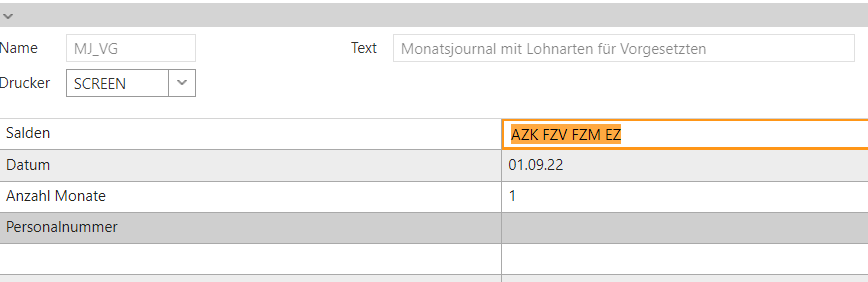 Name MJ_VG Text Monatsjournal mit Lohnarten für Vorgesetzten
Drucker SCREEN
Salden AZK FZV FZM EZ
Datum 01.09.22
Anzahl Monate 1
Personalnummer